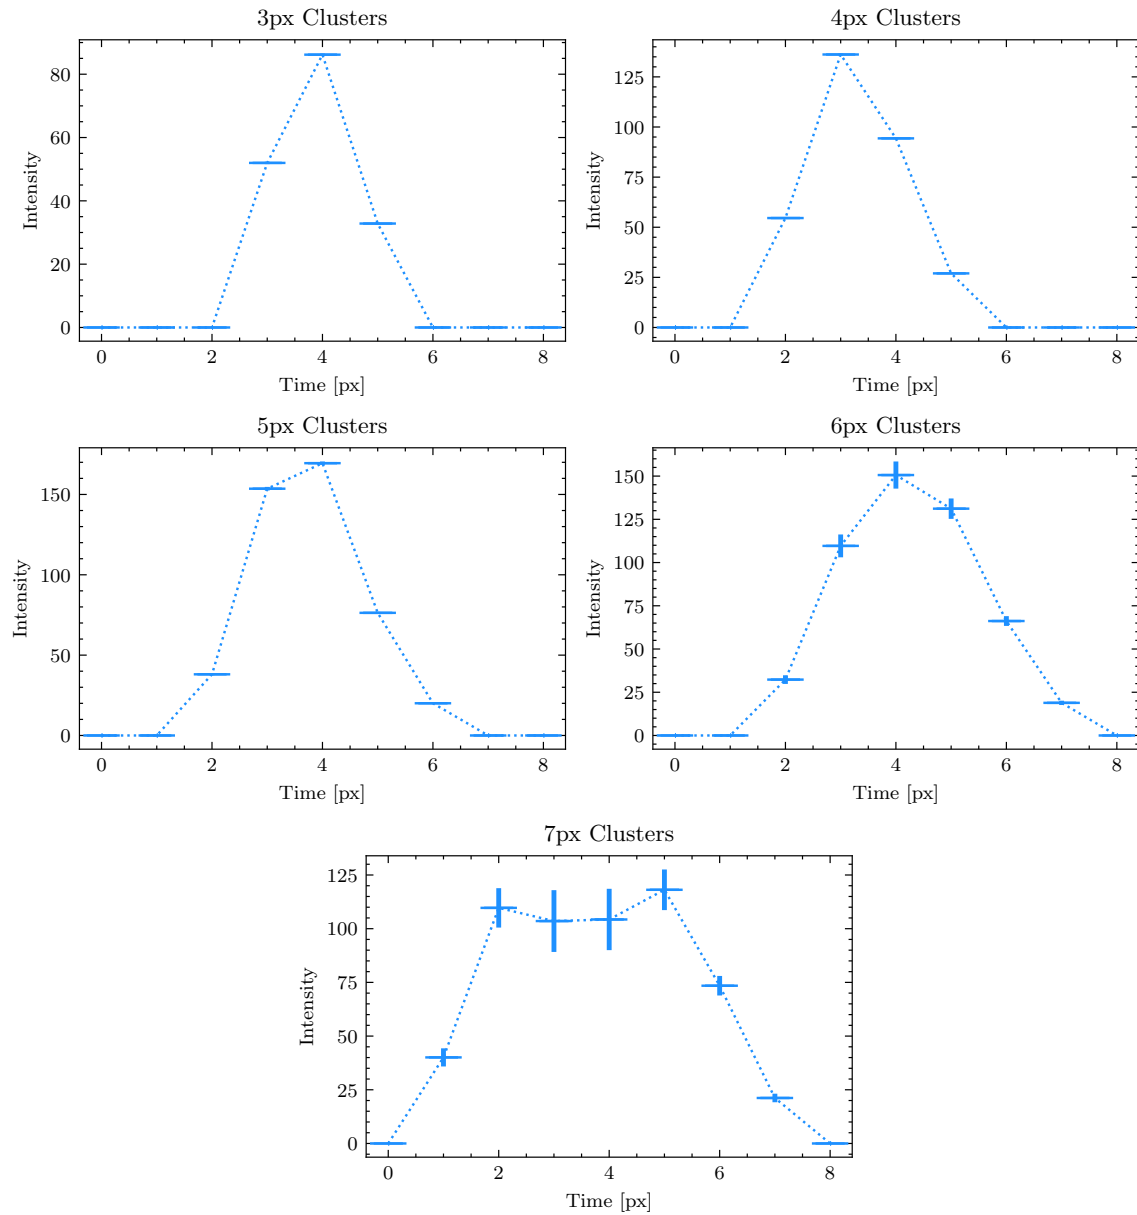 3px Clusters
Intensity
80
60
40
20
0
0 2 4 6 8
Time [px]
4px Clusters
Intensity
125
100
75
50
25
0
0 2 4 6 8
Time [px]
5px Clusters
Intensity
150
100
50
0
0 2 4 6 8
Time [px]
6px Clusters
Intensity
150
125
100
75
50
25
0
0 2 4 6 8
Time [px]
7px Clusters
Intensity
125
100
75
50
25
0
0 2 4 6 8
Time [px]